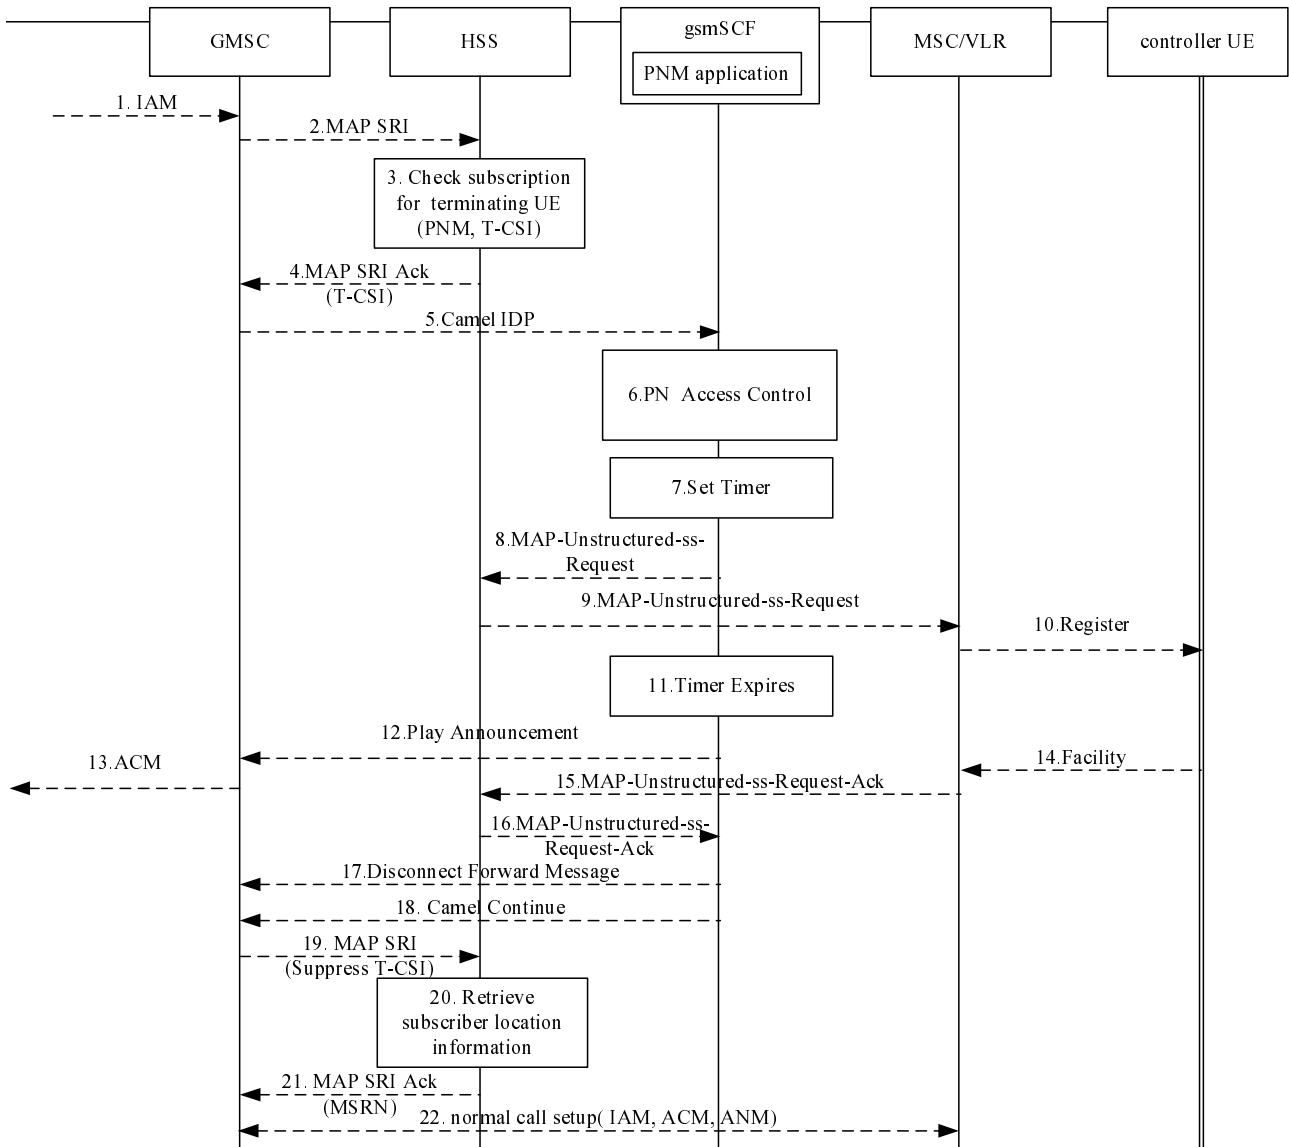 GMSC
HSS
gsmSCF
PNM application
MSC/VLR
controller UE
1. IAM
2.MAP SRI
3. Check subscription
for terminating UE
(PNM, T-CSI)
4.MAP SRI Ack
(T-CSI)
5.Camel IDP
6.PN Access Control
7.Set Timer
8.MAP-Unstructured-ss-
Request
9.MAP-Unstructured-ss-Request
10.Register
11.Timer Expires
12.Play Announcement
13.ACM
14.Facility
15.MAP-Unstructured-ss-Request-Ack
16.MAP-Unstructured-ss-
Request-Ack
17.Disconnect Forward Message
18. Camel Continue
19. MAP SRI
(Suppress T-CSI)
20. Retrieve
subscriber location
information
21. MAP SRI Ack
(MSRN)
22. normal call setup( IAM, ACM, ANM)